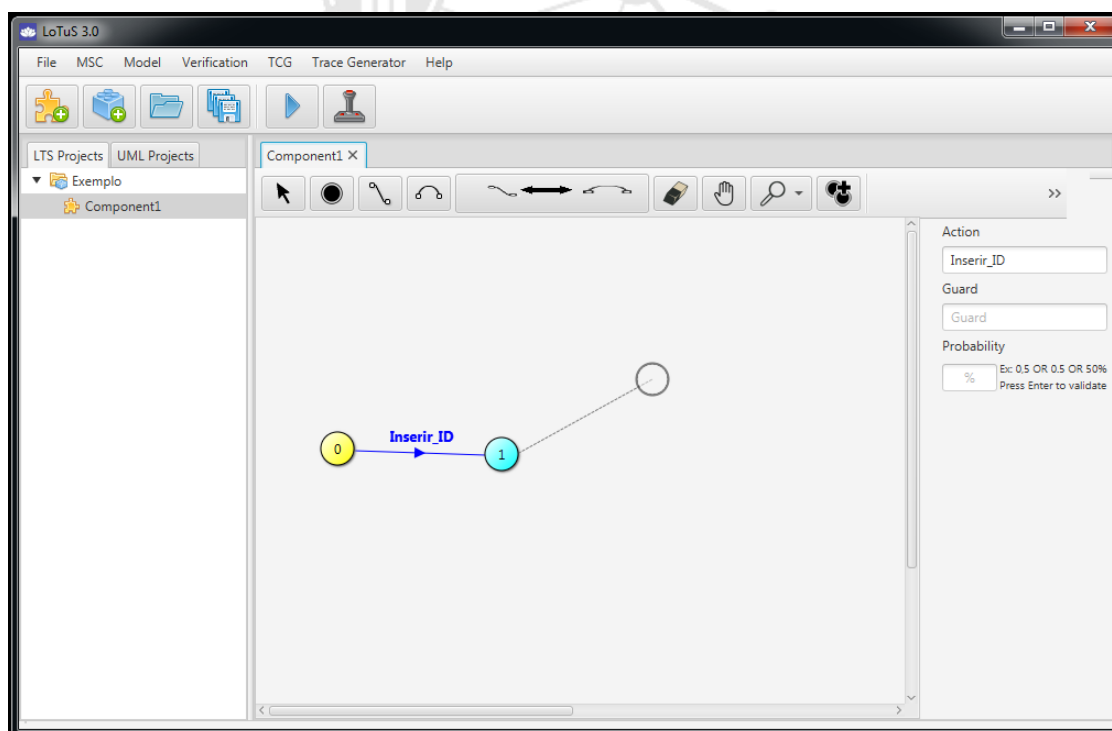 LoTuS 3.0
File MSC Model Verification TCG Trace Generator Help
LTS Projects UML Projects
Component1 X
Exemplo
Component1
>>
Action
Inserir_ID
Guard
Guard
Probability
% Ex: 0,5 OR 0.5 OR 50%
Press Enter to validate
Inserir_ID
0 1